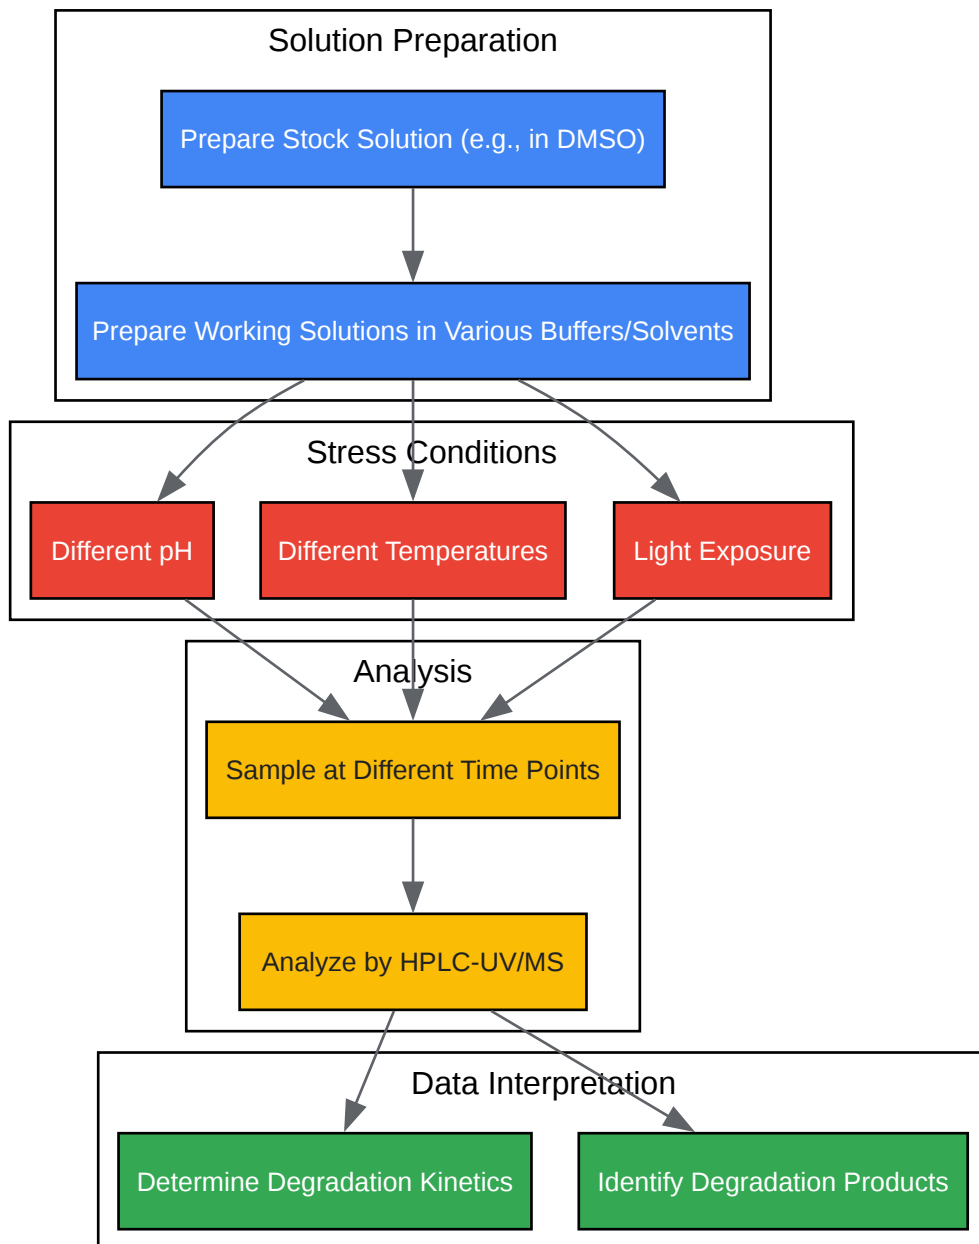 Solution Preparation
Prepare Stock Solution (e.g., in DMSO)
Prepare Working Solutions in Various Buffers/Solvents
Stress Conditions
Different pH
Different Temperatures
Light Exposure
Analysis
Sample at Different Time Points
Analyze by HPLC-UV/MS
Data Interpretation
Determine Degradation Kinetics
Identify Degradation Products